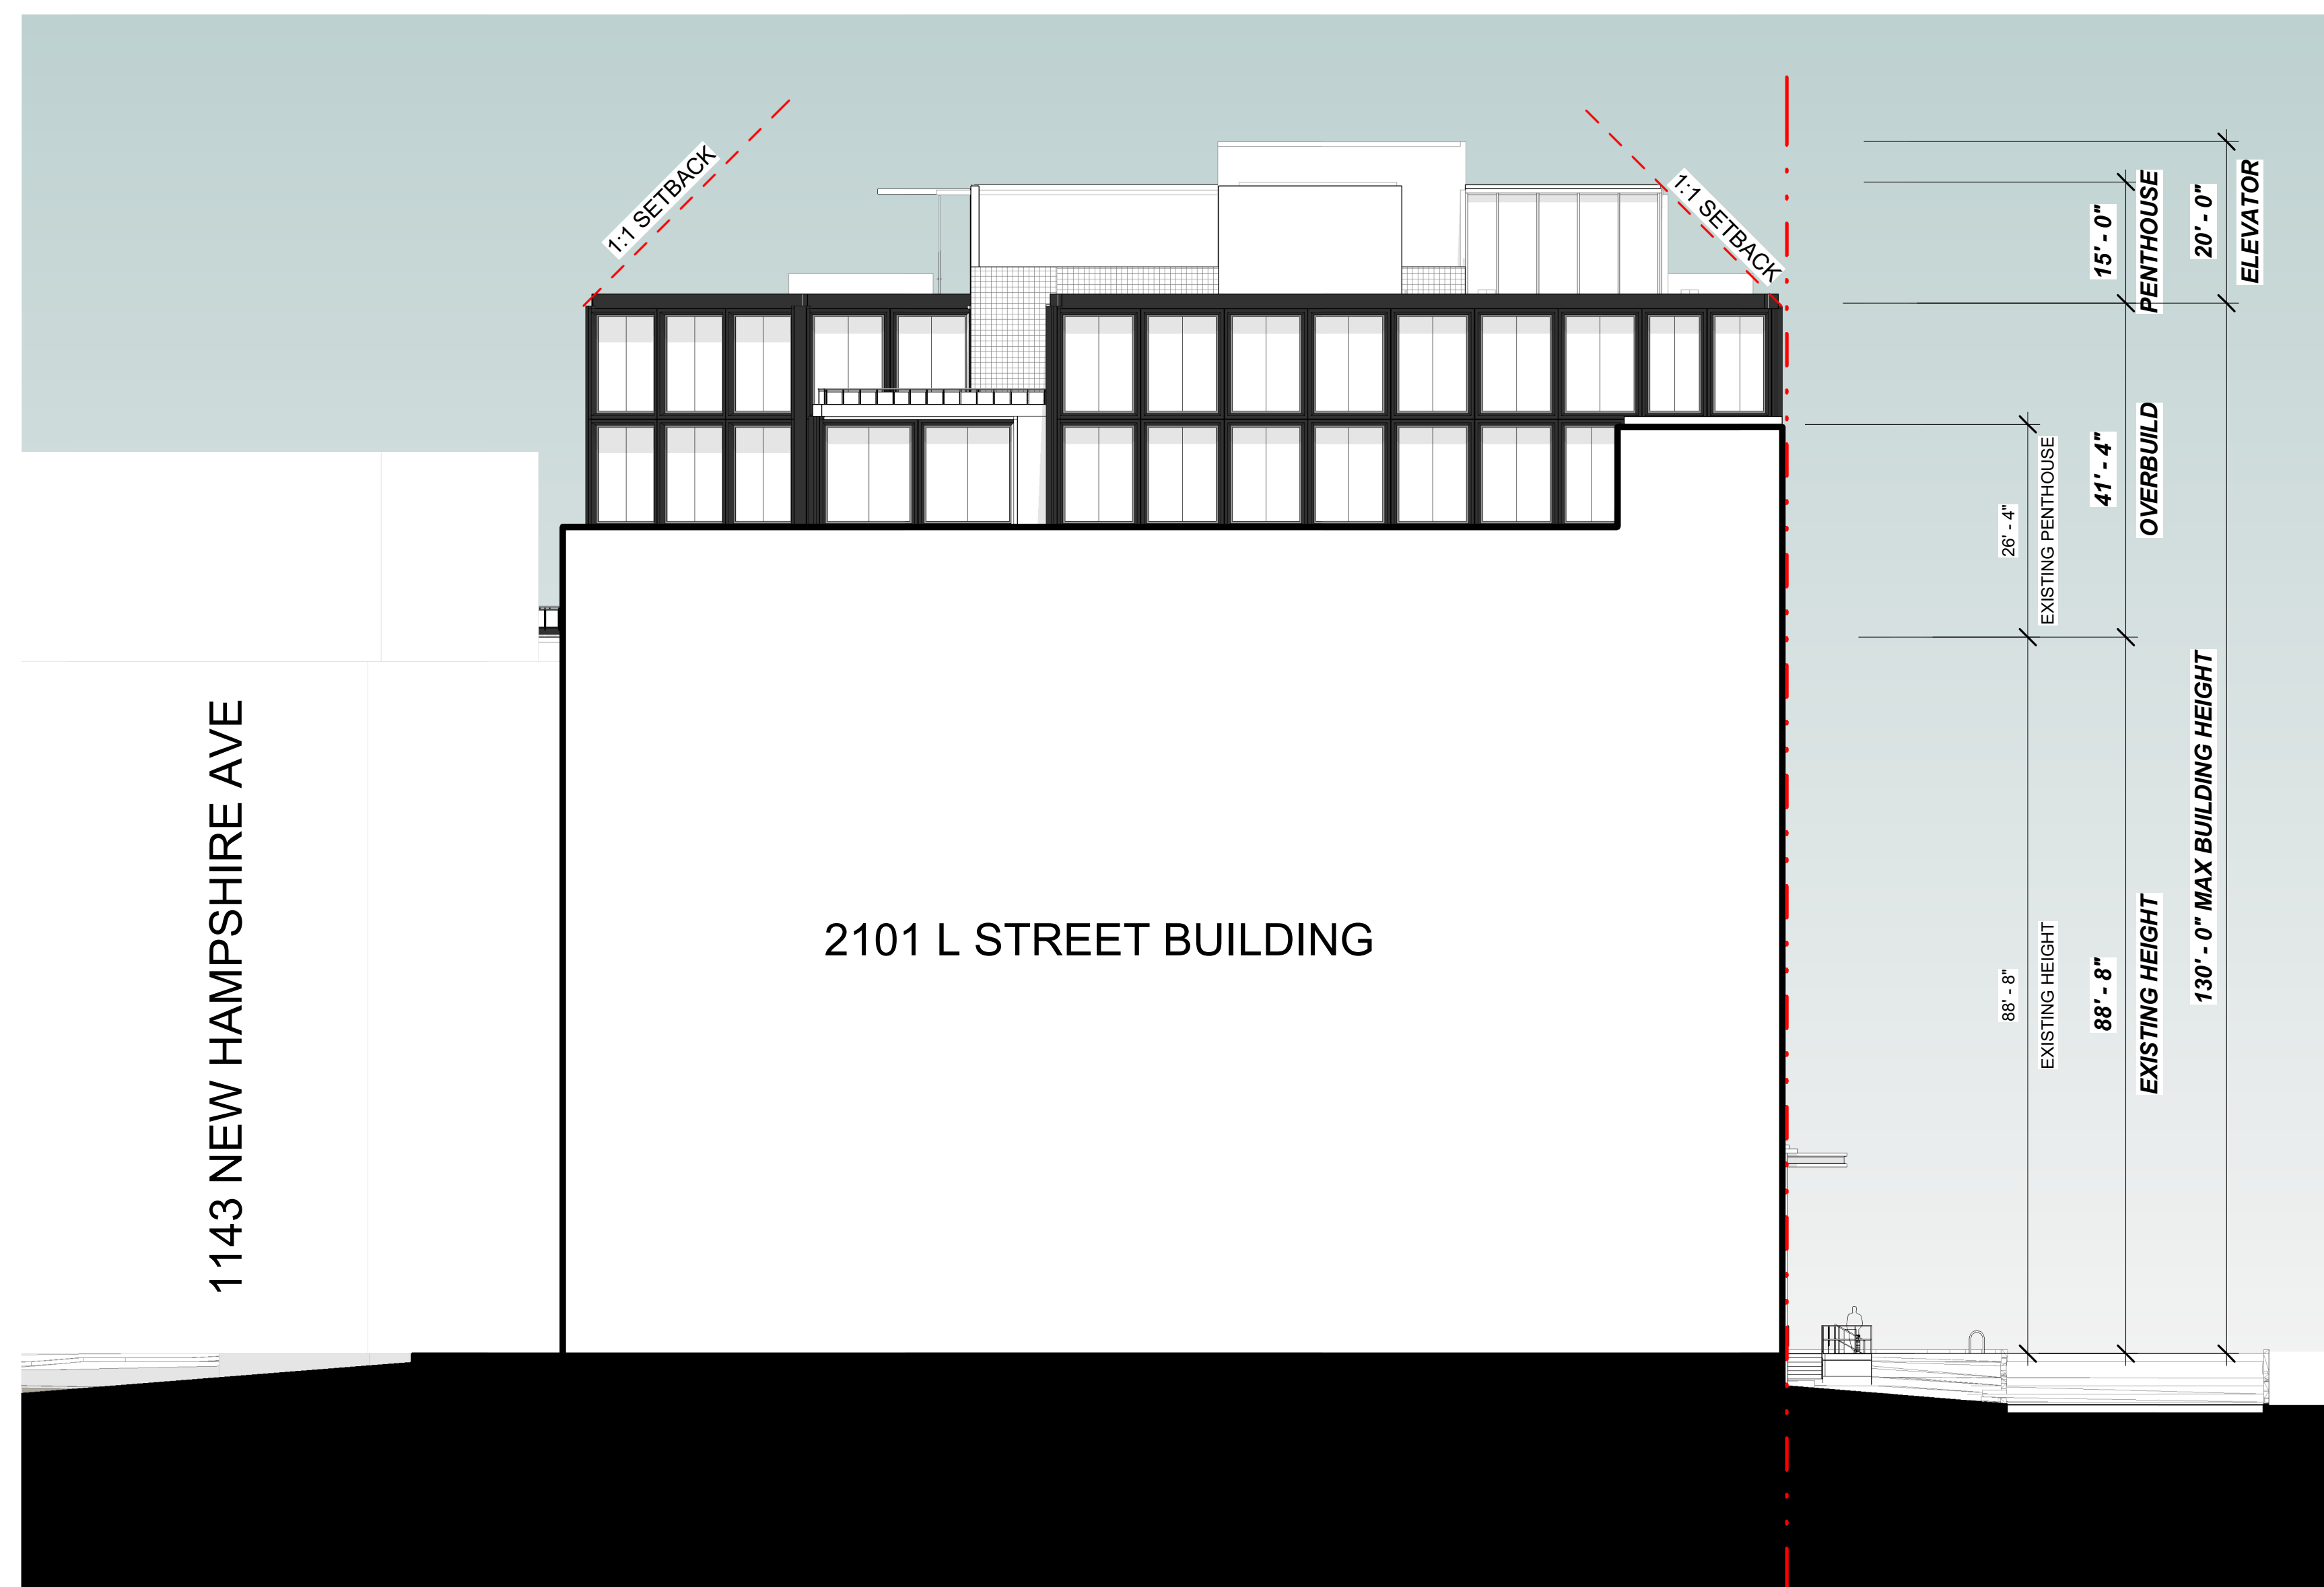 1:1 SETBACK
1:1 SETBACK
15' - 0"
PENTHOUSE
20' - 0"
ELEVATOR
26' - 4"
EXISTING PENTHOUSE
41' - 4"
OVERBUILD
130' - 0" MAX BUILDING HEIGHT
1143 NEW HAMPSHIRE AVE
2101 L STREET BUILDING
88' - 8"
EXISTING HEIGHT
88' - 8"
EXISTING HEIGHT